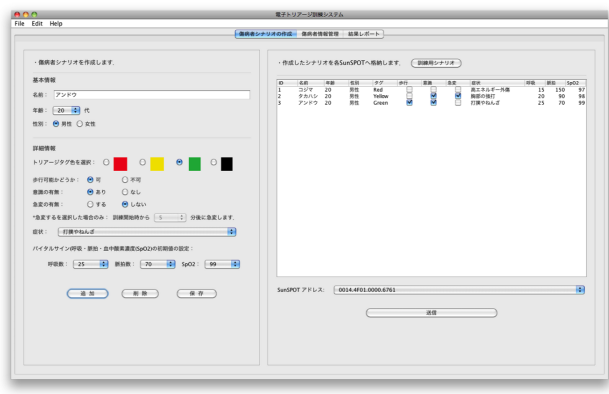 電子トリアージ訓練システム
File Edit Help
傷病者シナリオの作成 傷病者情報管理 結果レポート
・傷病者シナリオを作成します.
基本情報
名前： アンドウ
年齢： 20 代
性別： 男性 女性
詳細情報
トリアージタグ色を選択：
歩行可能かどうか： 可 不可
意識の有無： あり なし
急変の有無： する しない
*急変するを選択した場合のみ： 訓練開始時から 5 分後に急変します.
症状： 打撲やねんざ
バイタルサイン(呼吸・脈拍・血中酸素濃度(SpO2)の初期値の設定：
呼吸数： 25 脈拍数： 70 SpO2： 99
追 加 削 除 保 存
・作成したシナリオを各SunSPOTへ格納します. 訓練用シナリオ
ID 名前 年齢 性別 タグ 歩行 意識 急変 症状 呼吸 脈拍 SpO2
1 コジマ 20 男性 Red 高エネルギー外傷 15 150 97
2 タカハシ 20 男性 Yellow 胸部の強打 20 90 98
3 アンドウ 20 男性 Green 打撲やねんざ 25 70 99
SunSPOT アドレス： 0014.4F01.0000.6761
送信